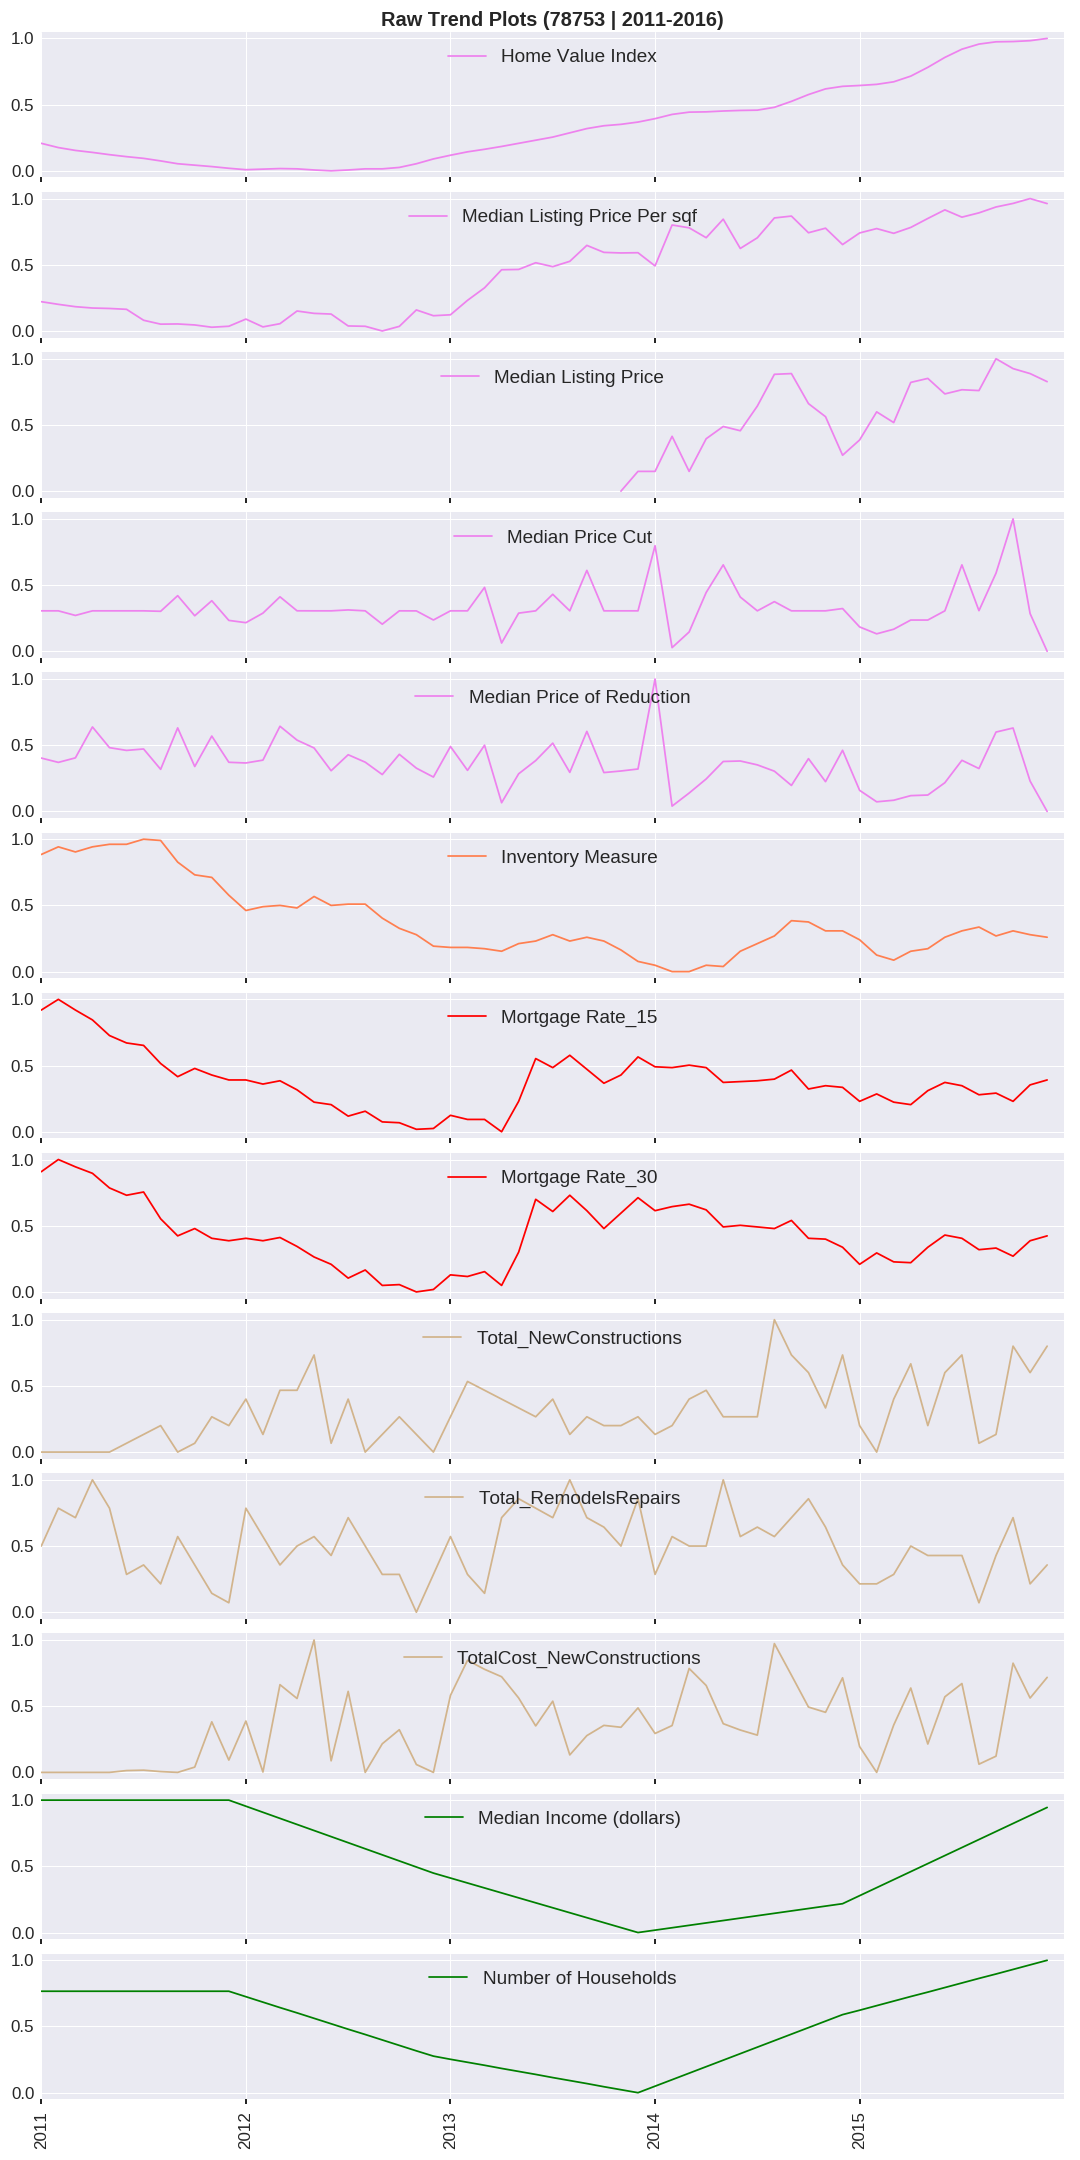 Raw Trend Plots (78753 | 2011-2016)
1.0
Home Value Index
0.5
0.0
1.0
Median Listing Price Per sqf
0.5
0.0
1.0
Median Listing Price
0.5
0.0
1.0
Median Price Cut
0.5
0.0
1.0
Median Price of Reduction
0.5
0.0
1.0
Inventory Measure
0.5
0.0
1.0
Mortgage Rate_15
0.5
0.0
1.0
Mortgage Rate_30
0.5
0.0
1.0
Total_NewConstructions
0.5
0.0
1.0
Total_RemodelsRepairs
0.5
0.0
1.0
TotalCost_NewConstructions
0.5
0.0
1.0
Median Income (dollars)
0.5
0.0
1.0
Number of Households
0.5
0.0
2011 2012 2013 2014 2015